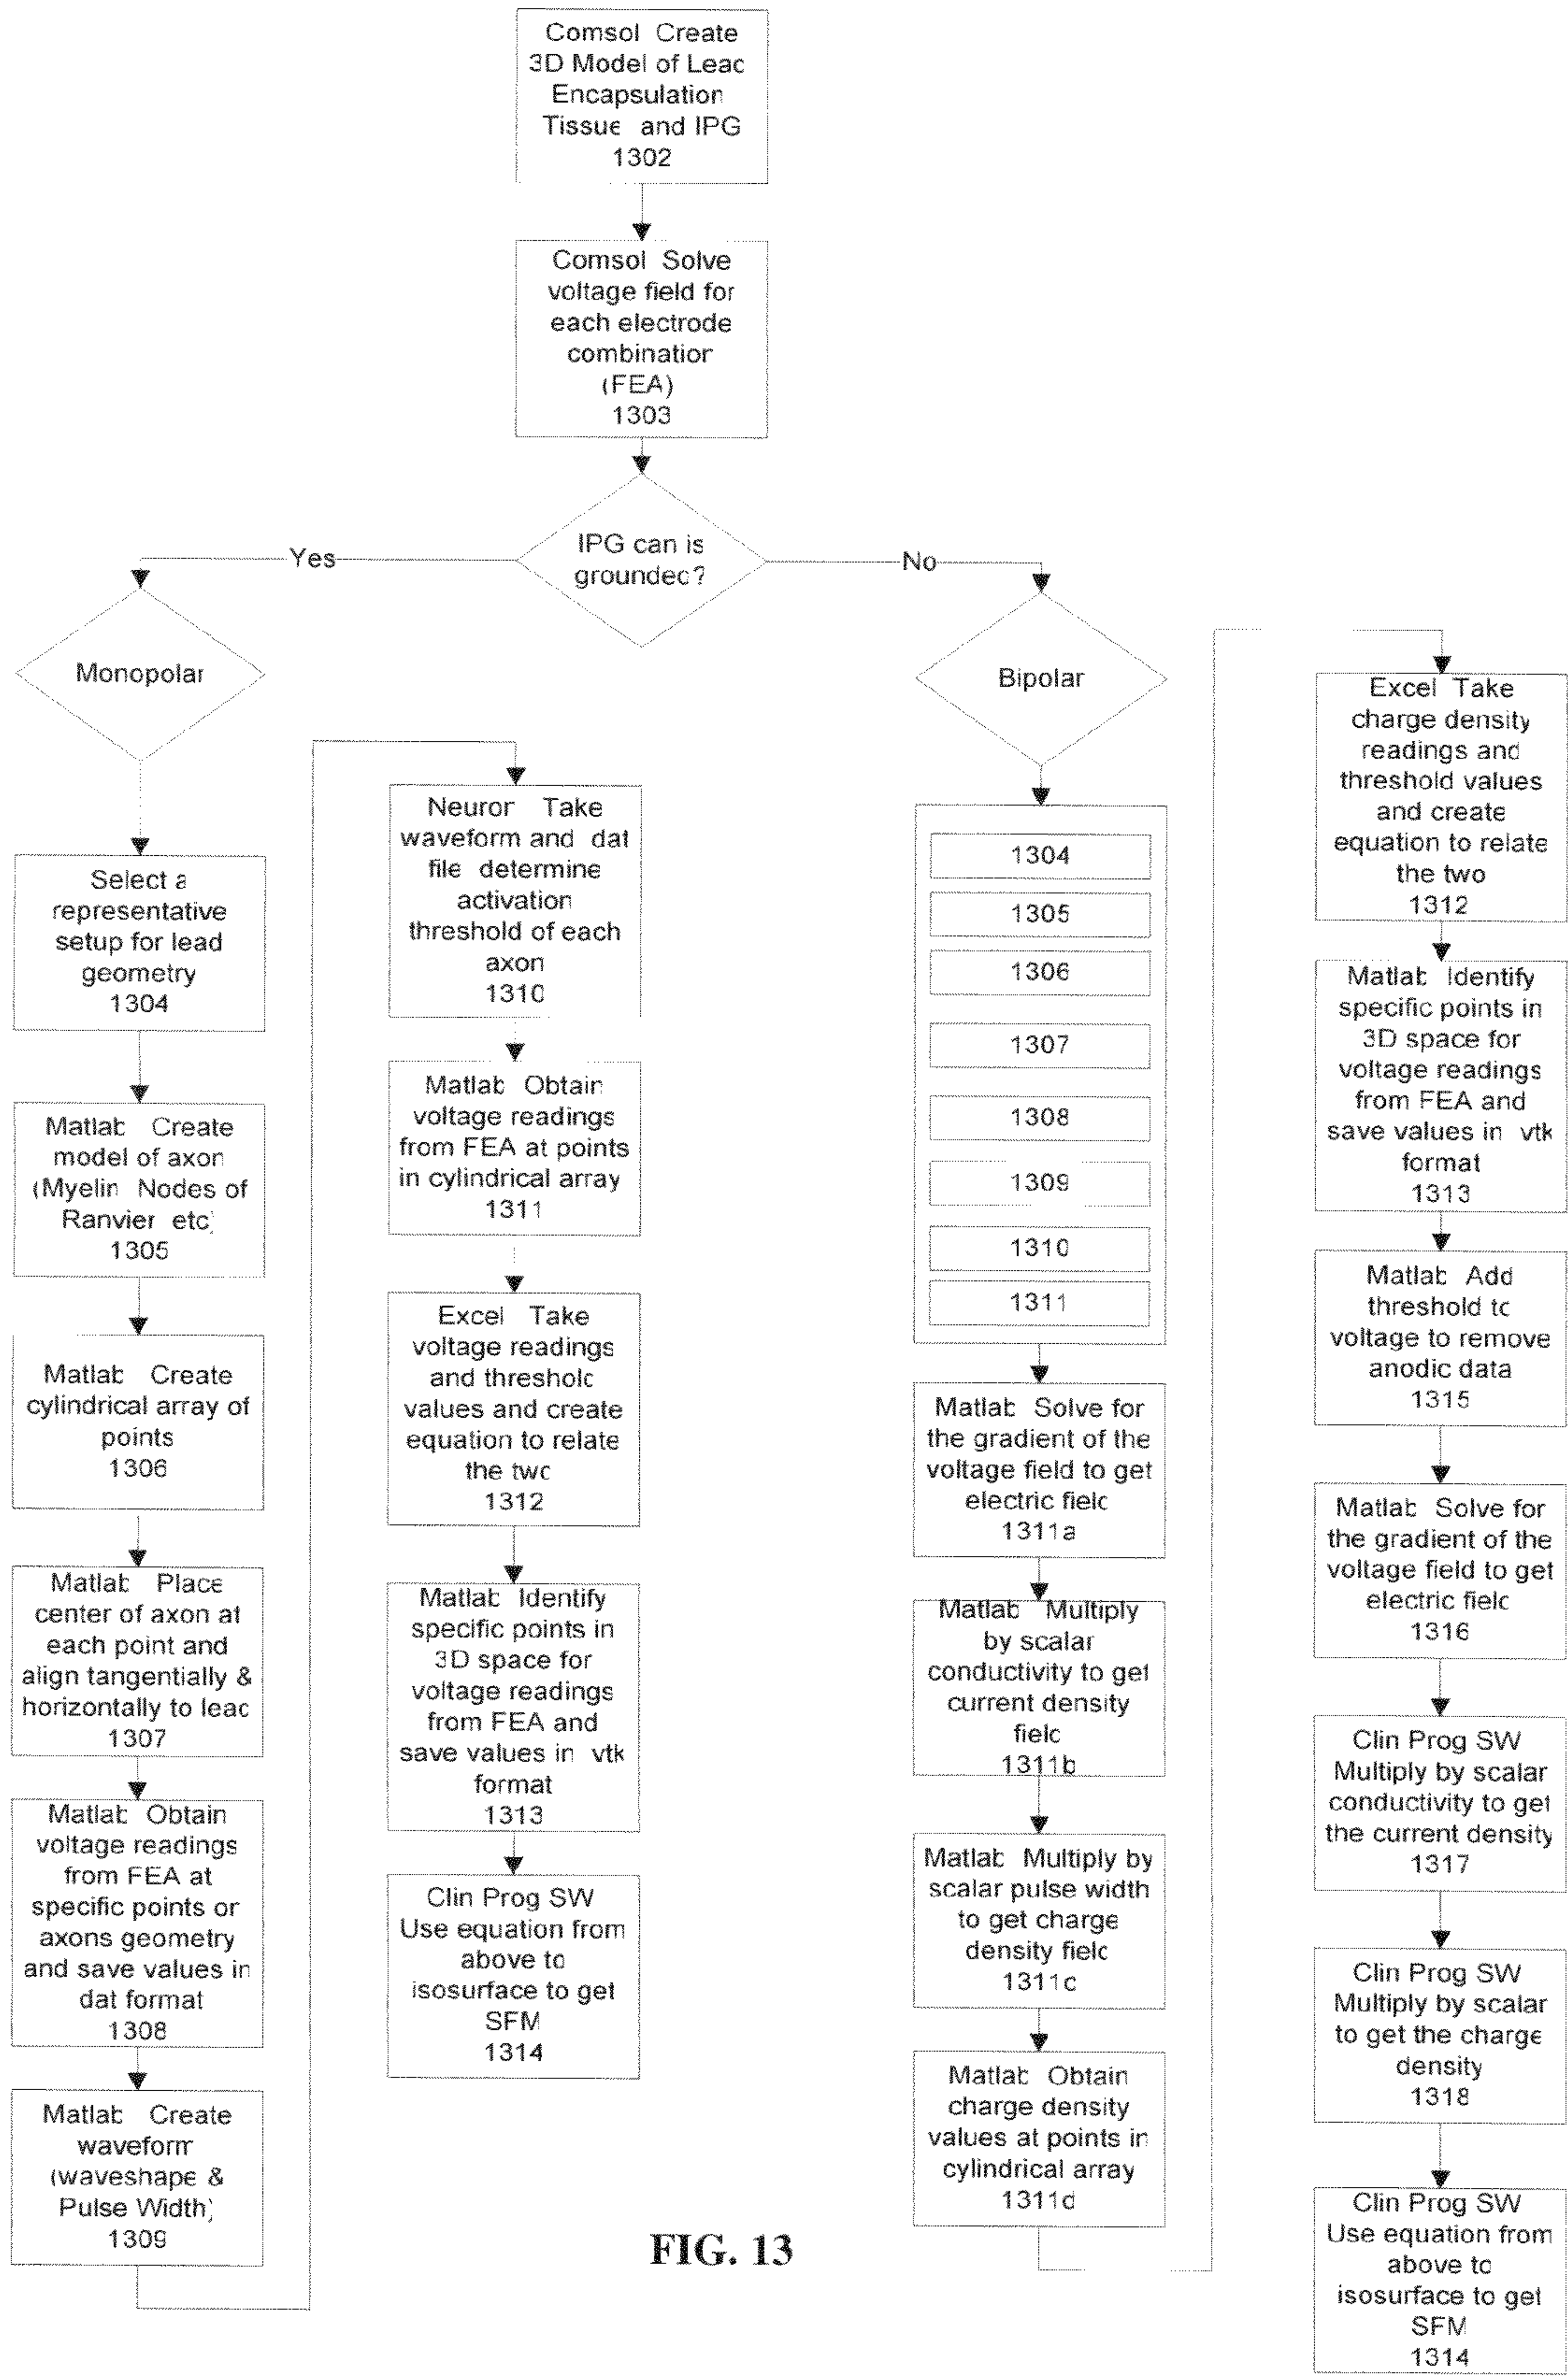 Comsol Create
3D Model of Leac
Encapsulation
Tissue and IPG
1302
Comsol Solve
voltage field for
each electrode
combination
(FEA)
1303
IPG can is
groundec?
Yes
No
Monopolar
Select a
representative
setup for lead
geometry
1304
Matlab Create
model of axon
(Myelin Nodes of
Ranvier etc)
1305
Matlab Create
cylindrical array of
points
1306
Matlab Place
center of axon at
each point and
align tangentially &
horizontally to leac
1307
Matlab Obtain
voltage readings
from FEA at
specific points or
axons geometry
and save values in
dat format
1308
Matlab Create
waveform
(waveshape &
Pulse Width)
1309
Neuron Take
waveform and dat
file determine
activation
threshold of each
axon
1310
Matlab Obtain
voltage readings
from FEA at points
in cylindrical array
1311
Excel Take
voltage readings
and threshold
values and create
equation to relate
the two
1312
Matlab Identify
specific points in
3D space for
voltage readings
from FEA and
save values in vtk
format
1313
Clin Prog SW
Use equation from
above to
isosurface to get
SFM
1314
Bipolar
1304
1305
1306
1307
1308
1309
1310
1311
Matlab Solve for
the gradient of the
voltage field to get
electric field
1311a
Matlab Multiply
by scalar
conductivity to get
current density
field
1311b
Matlab Multiply by
scalar pulse width
to get charge
density field
1311c
Matlab Obtain
charge density
values at points in
cylindrical array
1311d
Excel Take
charge density
readings and
threshold values
and create
equation to relate
the two
1312
Matlab Identify
specific points in
3D space for
voltage readings
from FEA and
save values in vtk
format
1313
Matlab Add
threshold to
voltage to remove
anodic data
1315
Matlab Solve for
the gradient of the
voltage field to get
electric field
1316
Clin Prog SW
Multiply by scalar
conductivity to get
the current density
1317
Clin Prog SW
Multiply by scalar
to get the charge
density
1318
Clin Prog SW
Use equation from
above to
isosurface to get
SFM
1314
FIG. 13